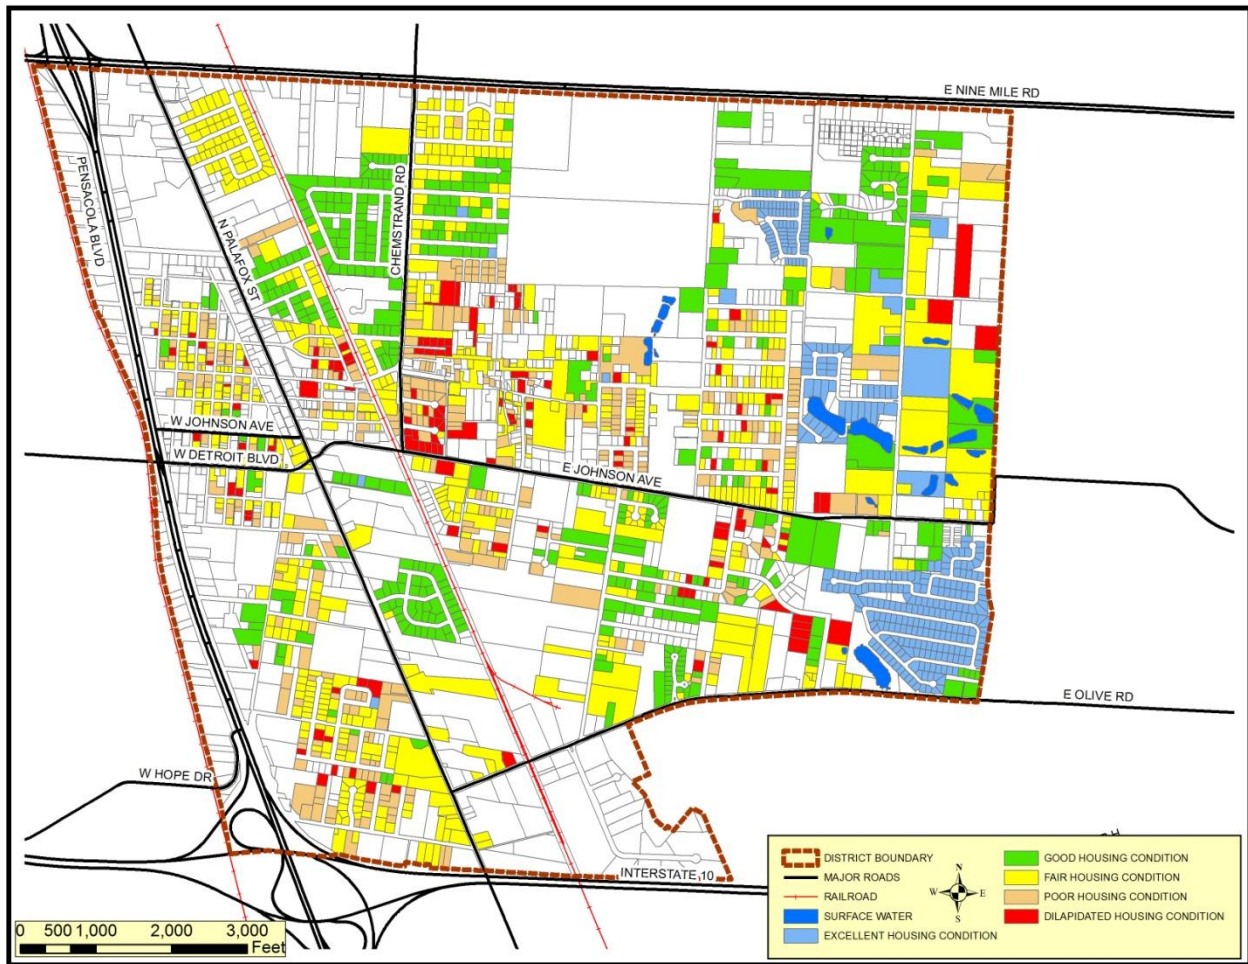 E NINE MILE RD
PENSACOLA BLVD
N PALAFOX ST
CHEMSTRAND RD
W JOHNSON AVE
W DETROIT BLVD
E JOHNSON AVE
E OLIVE RD
W HOPE DR
INTERSTATE 10
DISTRICT BOUNDARY
MAJOR ROADS
RAILROAD
SURFACE WATER
EXCELLENT HOUSING CONDITION
N
W E
S
GOOD HOUSING CONDITION
FAIR HOUSING CONDITION
POOR HOUSING CONDITION
DILAPIDATED HOUSING CONDITION
0 500 1,000 2,000 3,000
Feet